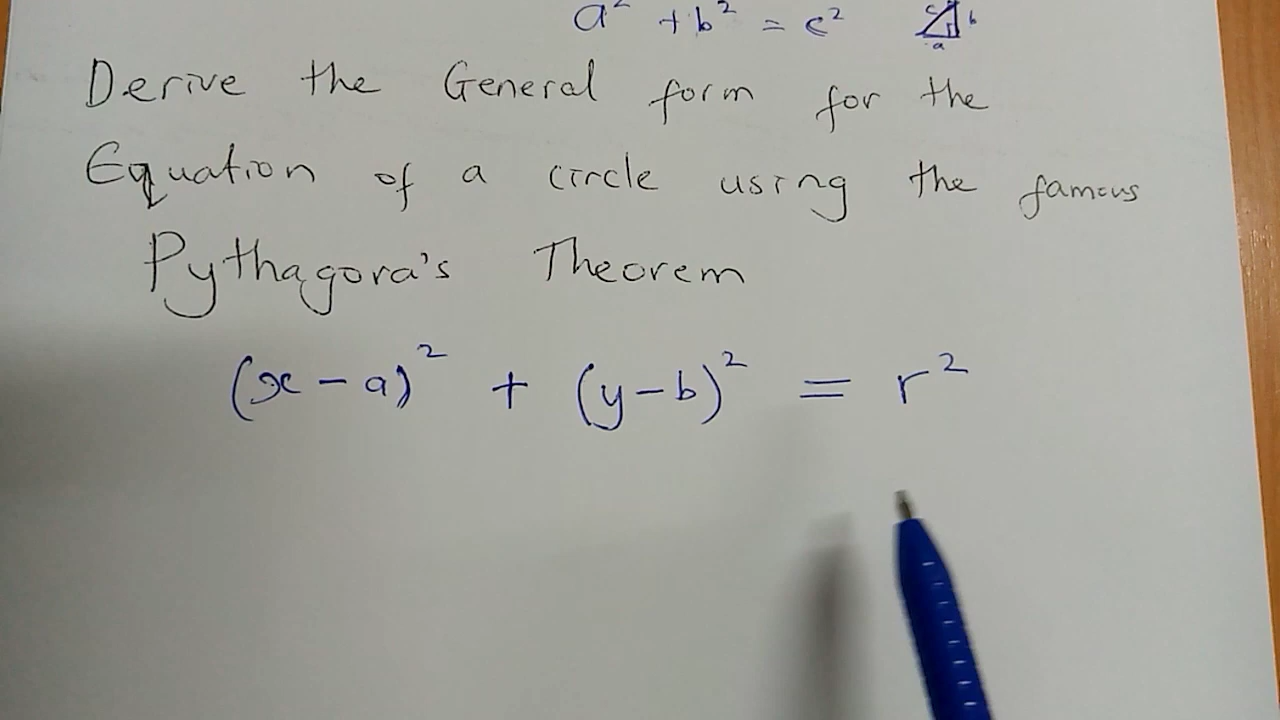 a² + b² = c² c b a
Derive the General form for the
Equation of a circle using the famous
Pythagora's Theorem
(x - a)² + (y - b)² = r²